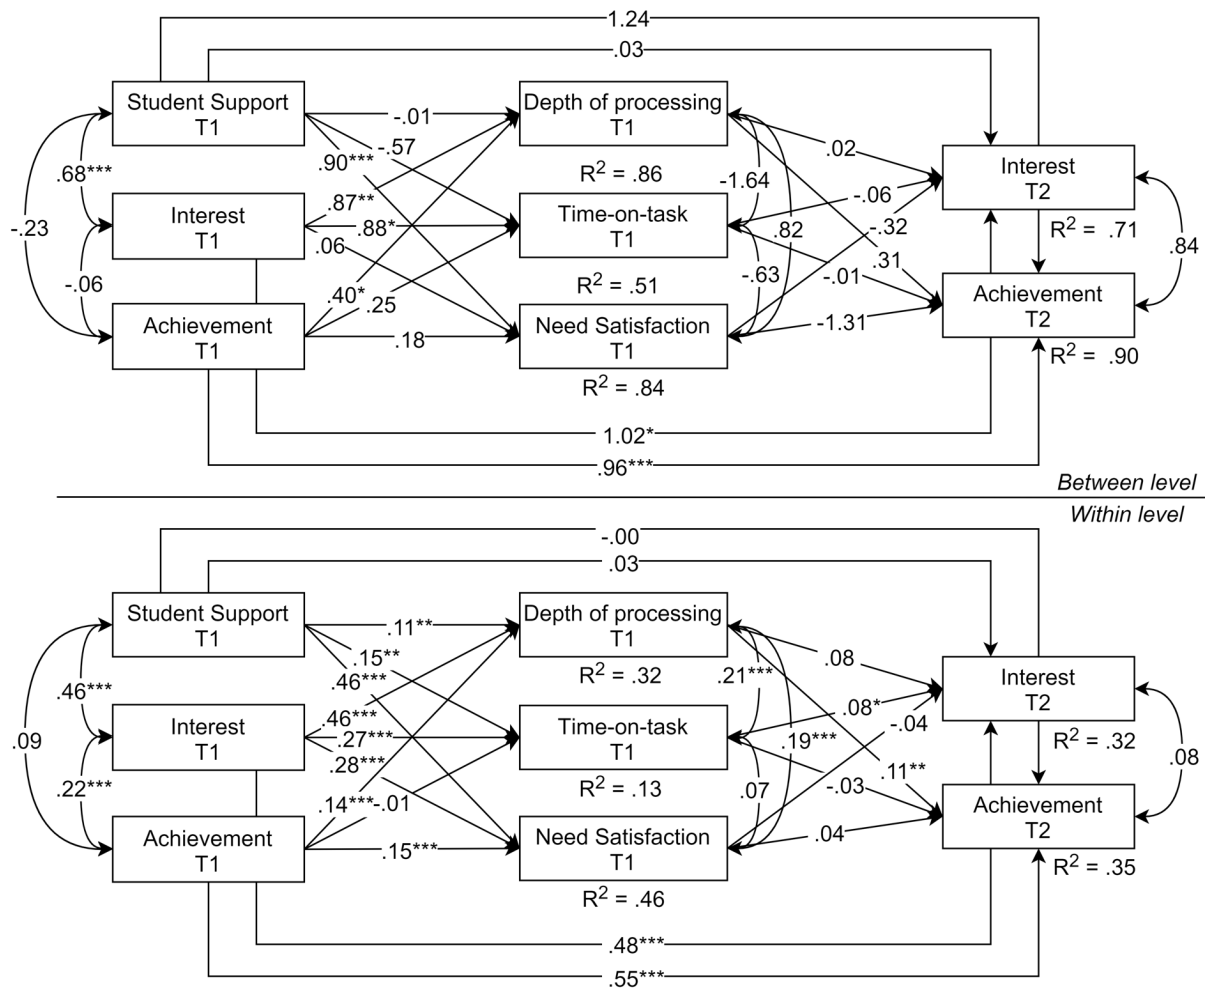 1.24
.03
Student Support
T1
Depth of processing
T1
-.01
-.57
.90***
.02
Interest
T2
.68***
R² = .86
-1.64
-.06
Interest
T1
.87**
.88*
Time-on-task
T1
-.32
.82
R² = .71
-.23
.06
.31
.84
-.06
-.63
-.01
R² = .51
.40*
.25
Achievement
T2
Achievement
T1
Need Satisfaction
T1
-1.31
.18
R² = .90
R² = .84
1.02*
.96***
Between level
Within level
-.00
.03
Student Support
T1
Depth of processing
T1
.11**
.15**
.46***
.08
Interest
T2
.46***
R² = .32
.21***
.08*
Interest
T1
.46***
.27***
.28***
Time-on-task
T1
-.04
.19***
R² = .32
.09
.11**
.08
.22***
.07
-.03
R² = .13
.14***
-.01
Achievement
T2
Achievement
T1
Need Satisfaction
T1
.04
.15***
R² = .35
R² = .46
.48***
.55***